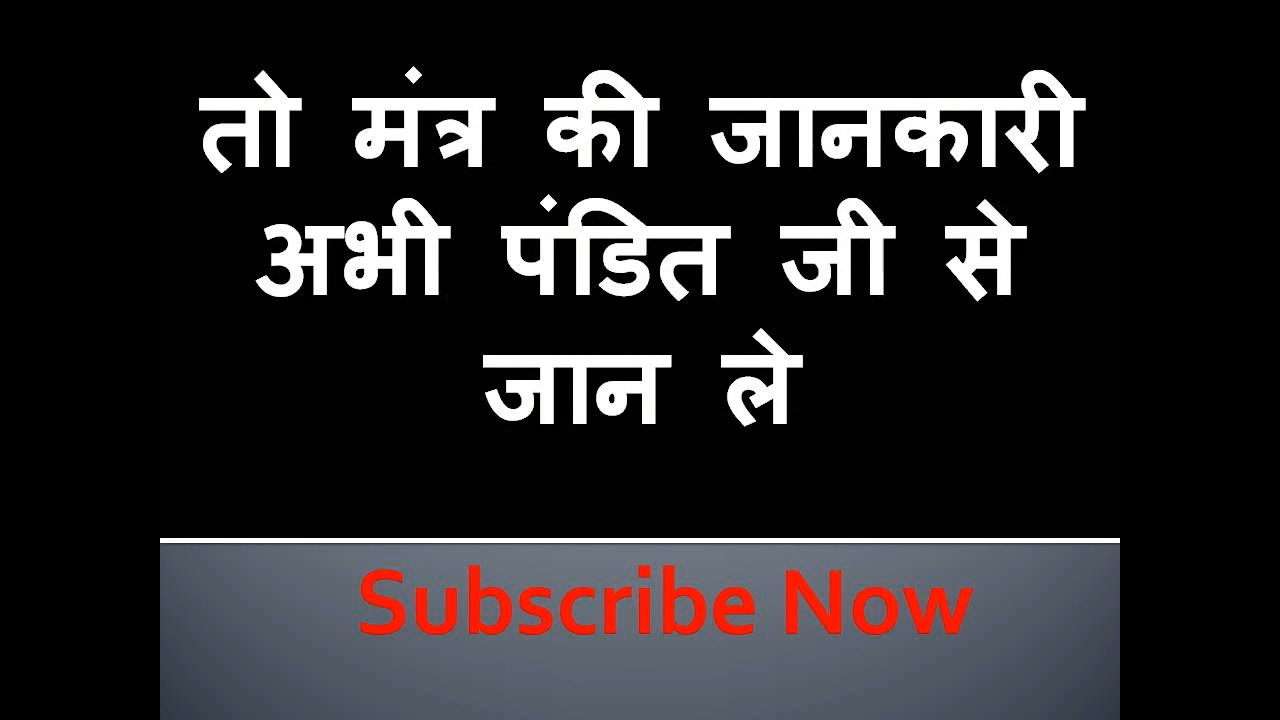 तो मंत्र की जानकारी
अभी पंडित जी से
जान ले
Subscribe Now